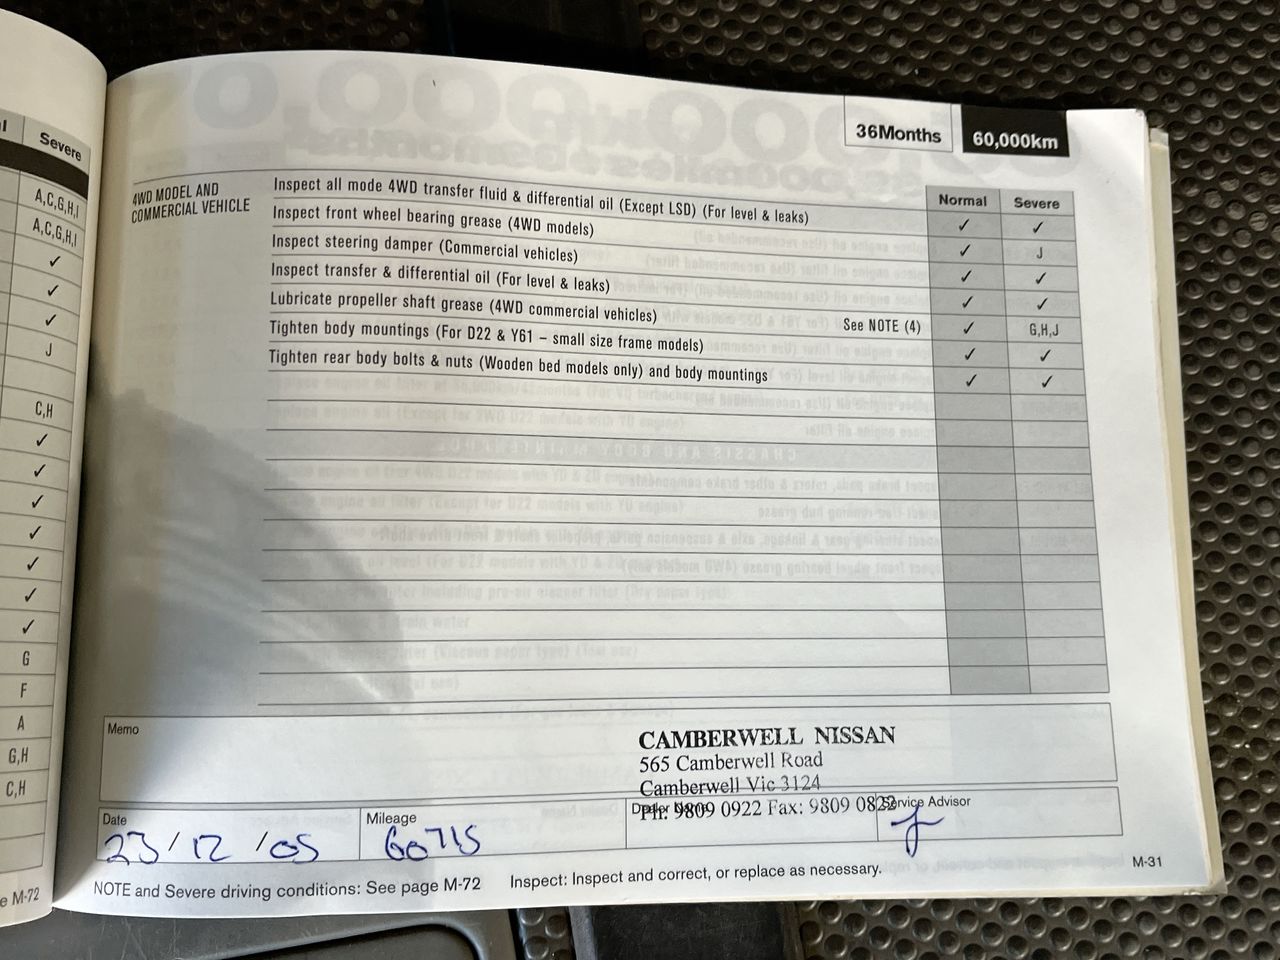 l Severe
A,C,G,H,I
A,C,G,H,I
✓
✓
✓
J
C,H
✓
✓
✓
✓
✓
✓
✓
G
F
A
G,H
C,H
e M-72
36Months 60,000km
Normal Severe
4WD MODEL AND
COMMERCIAL VEHICLE
Inspect all mode 4WD transfer fluid & differential oil (Except LSD) (For level & leaks) ✓ ✓
Inspect front wheel bearing grease (4WD models) ✓ J
Inspect steering damper (Commercial vehicles) ✓ ✓
Inspect transfer & differential oil (For level & leaks) ✓ ✓
Lubricate propeller shaft grease (4WD commercial vehicles) See NOTE (4) ✓ G,H,J
Tighten body mountings (For D22 & Y61 – small size frame models) ✓ ✓
Tighten rear body bolts & nuts (Wooden bed models only) and body mountings ✓ ✓
Memo
CAMBERWELL NISSAN
565 Camberwell Road
Camberwell Vic 3124
Ph: 9809 0922 Fax: 9809 0822
Date 23/12/05
Mileage 60715
Dealer Name
Service Advisor
NOTE and Severe driving conditions: See page M-72 Inspect: Inspect and correct, or replace as necessary.
M-31